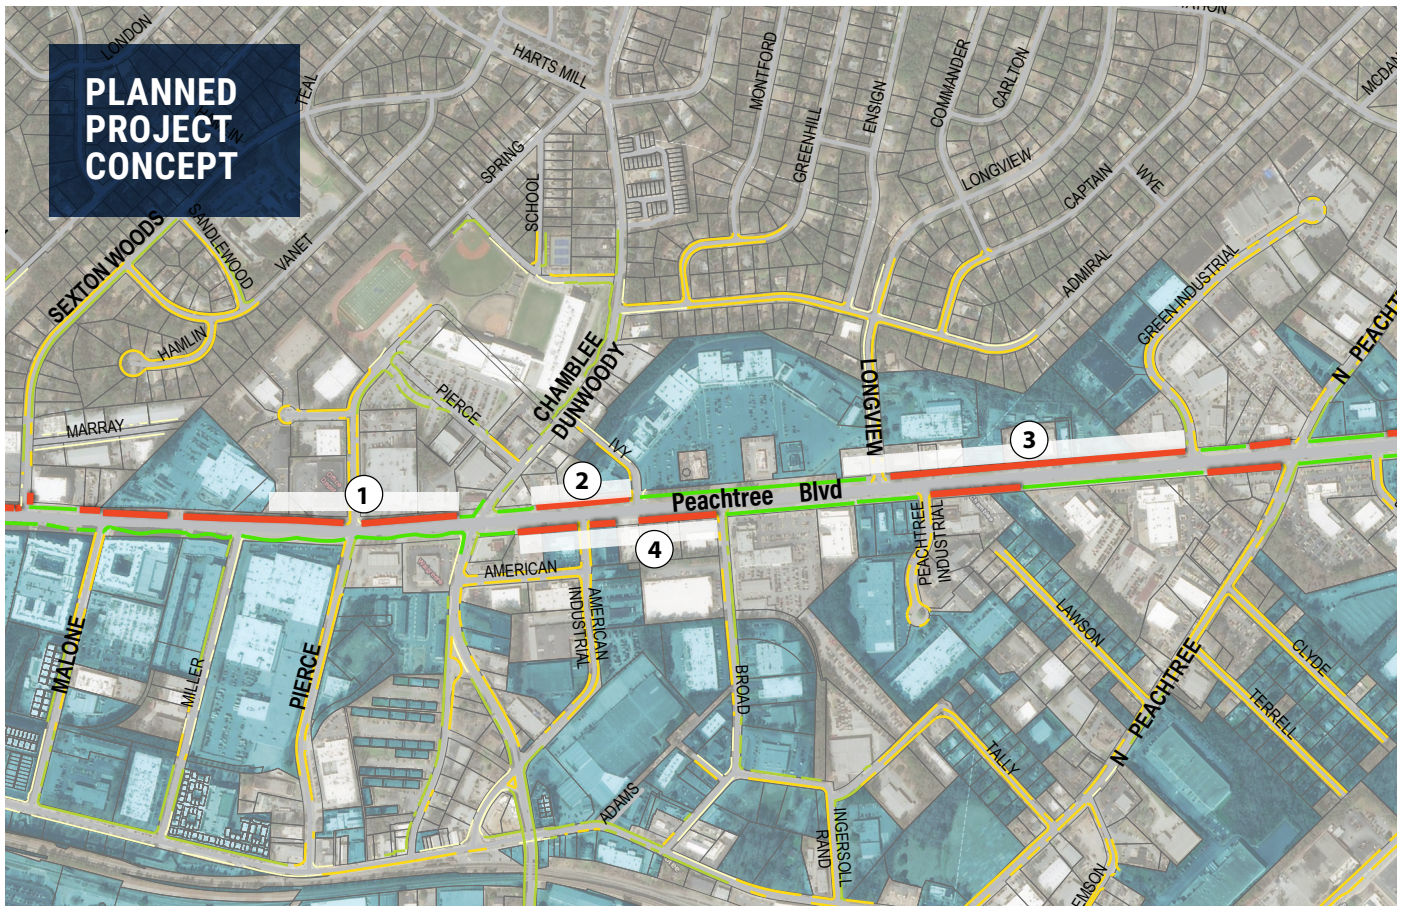 PLANNED
PROJECT
CONCEPT
LONDON
TEAL
HARTS MILL
MONTFORD
GREENHILL
ENSIGN
COMMANDER
CARLTON
SPRING
SCHOOL
LONGVIEW
CAPTAIN
WYE
ADMIRAL
SEXTON WOODS
SANDLEWOOD
VANET
HAMLIN
MARRAY
PIERCE
CHAMBLEE
DUNWOODY
IVY
LONGVIEW
GREEN INDUSTRIAL
N PEACHT
1
2
3
4
Peachtree Blvd
PEACHTREE
INDUSTRIAL
AMERICAN
AMERICAN
INDUSTRIAL
MALONE
MILLER
PIERCE
BROAD
LAWSON
CLYDE
TERRELL
N PEACHTREE
TALLY
ADAMS
INGERSOLL
RAND
EMSON